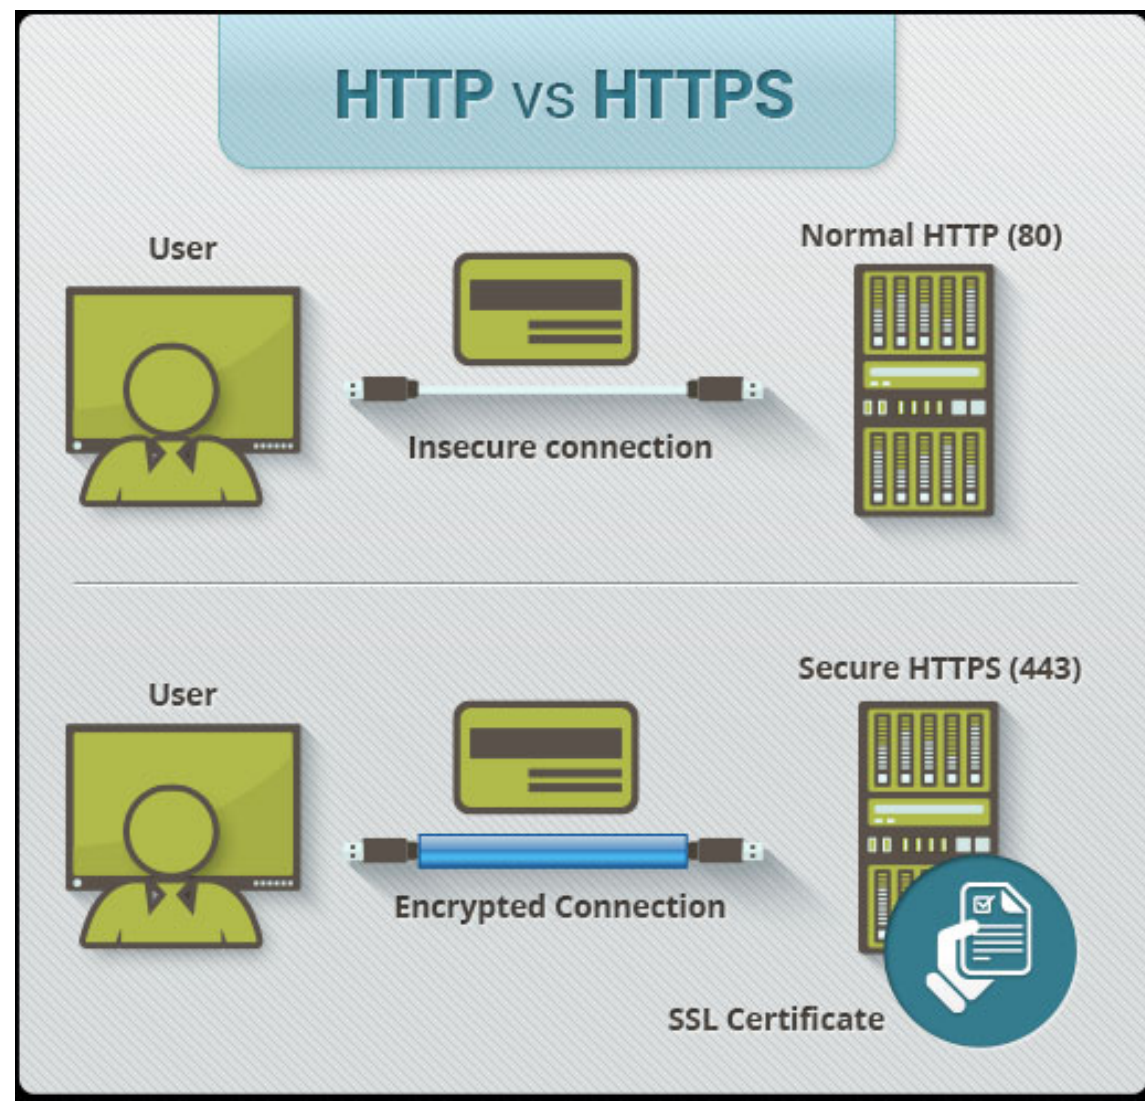 HTTP vs HTTPS
User
Normal HTTP (80)
Insecure connection
User
Secure HTTPS (443)
Encrypted Connection
SSL Certificate